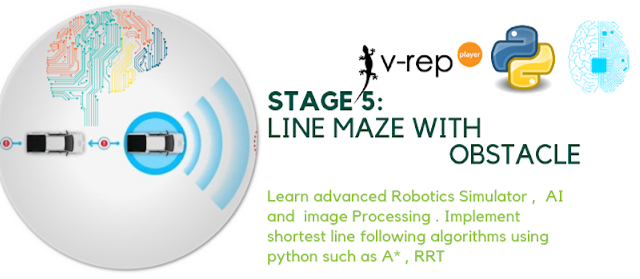 v-rep
player
STAGE 5:
LINE MAZE WITH
OBSTACLE
Learn advanced Robotics Simulator , AI
and image Processing . Implement
shortest line following algorithms using
python such as A* , RRT